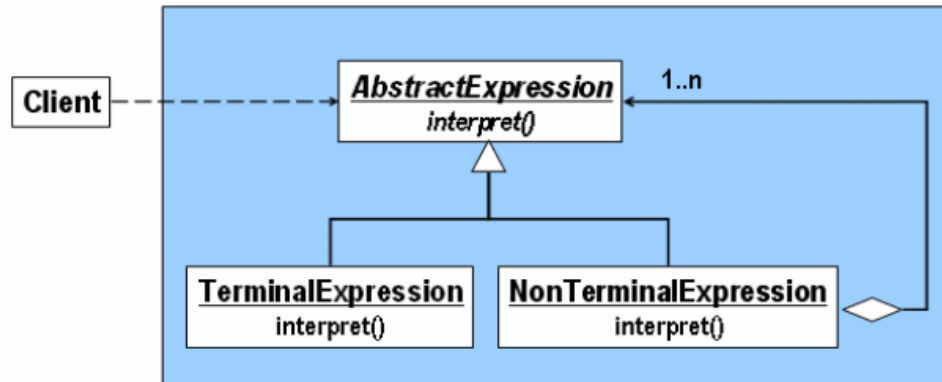 AbstractExpression
interpret()
1..n
Client
TerminalExpression
interpret()
NonTerminalExpression
interpret()